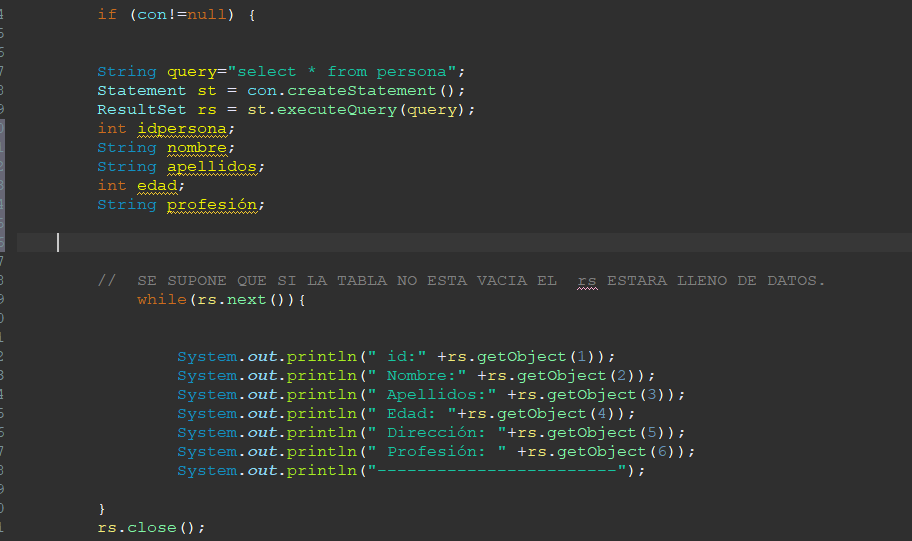 if (con!=null) {
String query="select * from persona";
Statement st = con.createStatement();
ResultSet rs = st.executeQuery(query);
int idpersona;
String nombre;
String apellidos;
int edad;
String profesión;
// SE SUPONE QUE SI LA TABLA NO ESTA VACIA EL rs ESTARA LLENO DE DATOS.
while(rs.next()){
System.out.println(" id:" +rs.getObject(1));
System.out.println(" Nombre:" +rs.getObject(2));
System.out.println(" Apellidos:" +rs.getObject(3));
System.out.println(" Edad: "+rs.getObject(4));
System.out.println(" Dirección: "+rs.getObject(5));
System.out.println(" Profesión: " +rs.getObject(6));
System.out.println("------------------------");
}
rs.close();